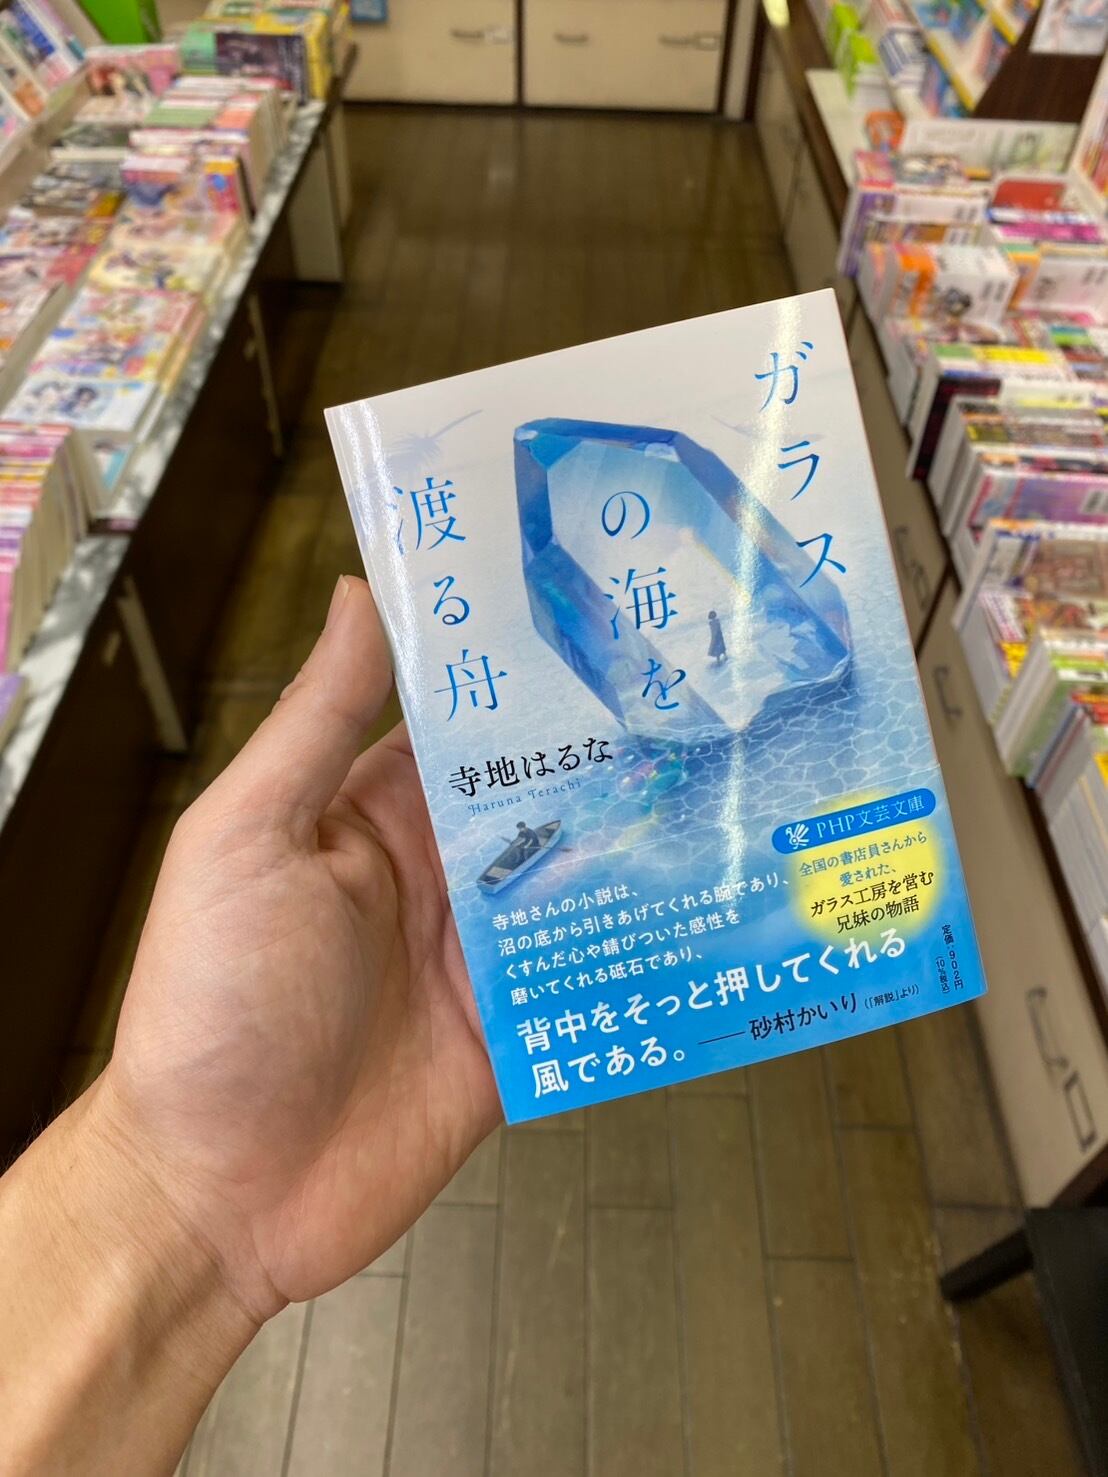 ガラス
の海を
渡る舟
寺地はるな
Haruna Terachi
PHP文芸文庫
全国の書店員さんから
愛された、
ガラス工房を営む
兄妹の物語
寺地さんの小説は、
沼の底から引きあげてくれる腕であり、
くすんだ心や錆びついた感性を
磨いてくれる砥石であり、
背中をそっと押してくれる
風である。――砂村かいり(「解説」より)
定価:902円
(10%税込)